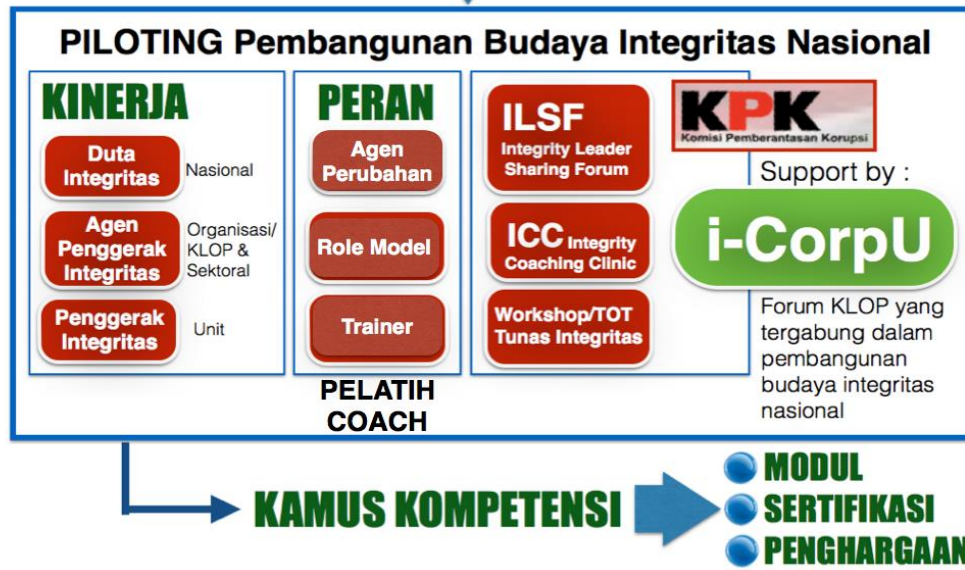 PILOTING Pembangunan Budaya Integritas Nasional
KINERJA
Duta
Integritas
Nasional
Agen
Penggerak
Integritas
Organisasi/
KLOP &
Sektoral
Penggerak
Integritas
Unit
PERAN
Agen
Perubahan
Role Model
Trainer
PELATIH
COACH
ILSF
Integrity Leader
Sharing Forum
ICC Integrity
Coaching Clinic
Workshop/TOT
Tunas Integritas
KPK
Komisi Pemberantasan Korupsi
Support by :
i-CorpU
Forum KLOP yang
tergabung dalam
pembangunan
budaya integritas
nasional
KAMUS KOMPETENSI
MODUL
SERTIFIKASI
PENGHARGAAN